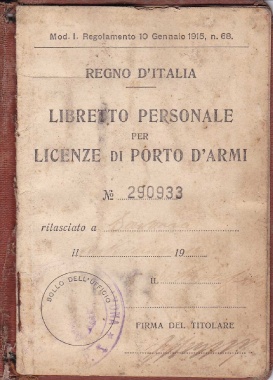 Mod. I. Regolamento 10 Gennaio 1915, n. 68.
REGNO D'ITALIA
LIBRETTO PERSONALE
PER
LICENZE di PORTO D'ARMI
№ 290933
rilasciato a
il 19
IL
BOLLO DELL'UFFICIO
FIRMA DEL TITOLARE